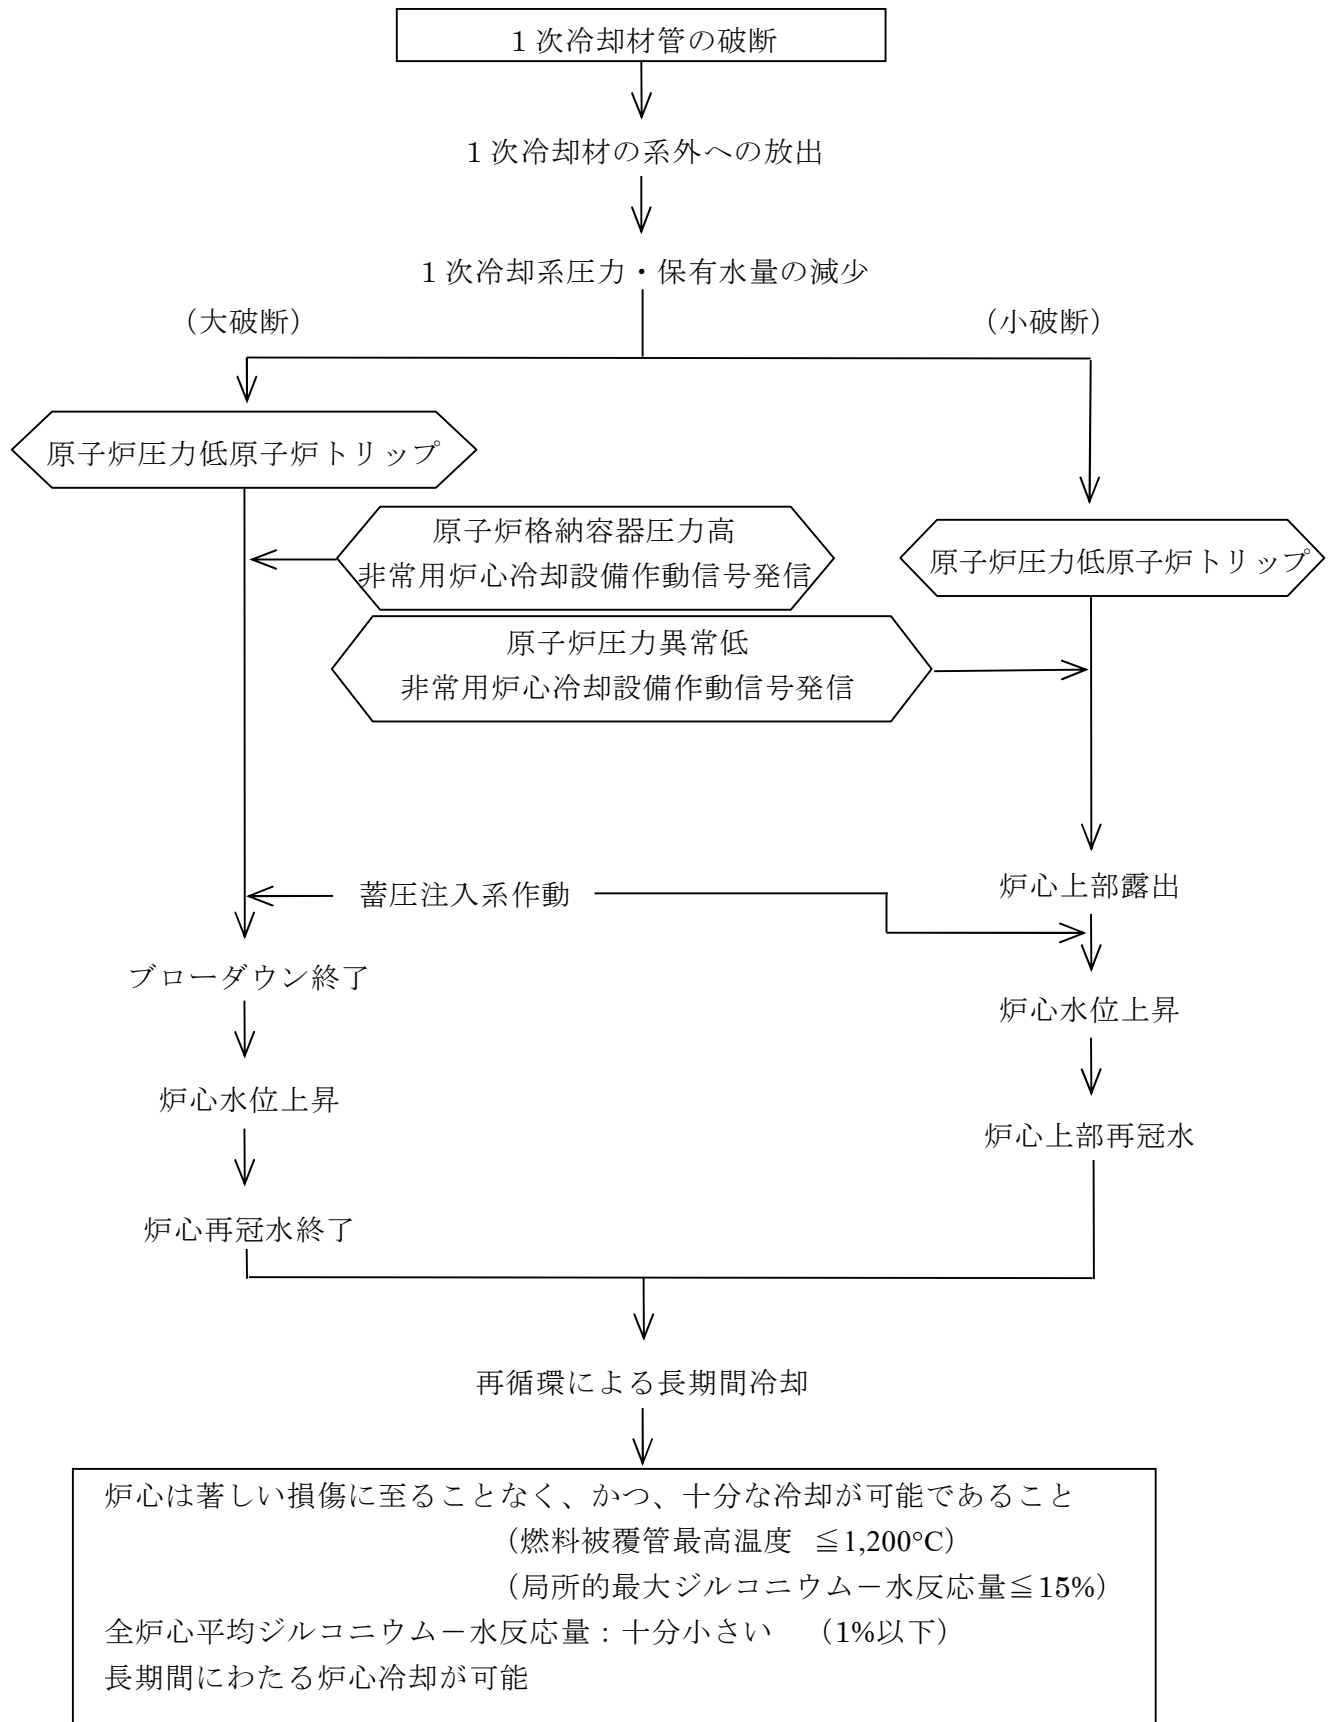 １次冷却材管の破断
１次冷却材の系外への放出
１次冷却系圧力・保有水量の減少
（大破断）
（小破断）
原子炉圧力低原子炉トリップ
原子炉格納容器圧力高
非常用炉心冷却設備作動信号発信
原子炉圧力低原子炉トリップ
原子炉圧力異常低
非常用炉心冷却設備作動信号発信
蓄圧注入系作動
炉心上部露出
ブローダウン終了
炉心水位上昇
炉心水位上昇
炉心上部再冠水
炉心再冠水終了
再循環による長期間冷却
炉心は著しい損傷に至ることなく、かつ、十分な冷却が可能であること
（燃料被覆管最高温度 ≦1,200°C）
（局所的最大ジルコニウム－水反応量≦15%）
全炉心平均ジルコニウム－水反応量：十分小さい （1%以下）
長期間にわたる炉心冷却が可能